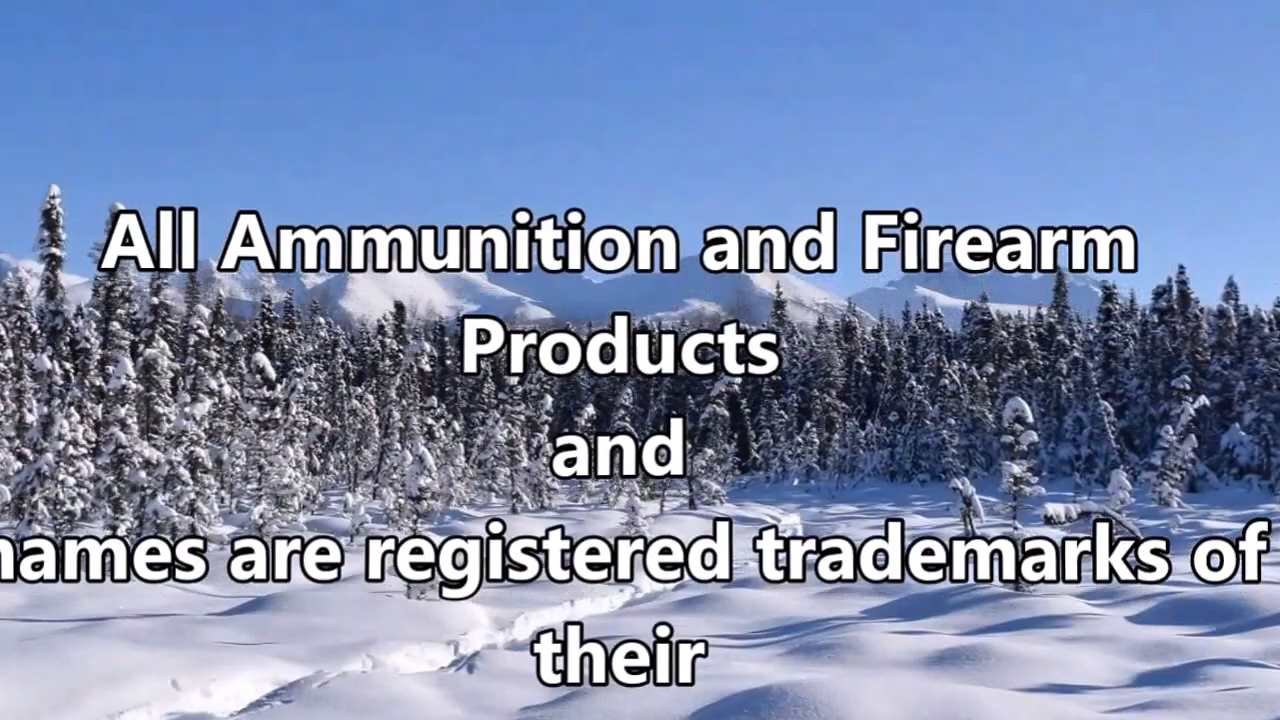 All Ammunition and Firearm
Products
and
names are registered trademarks of
their